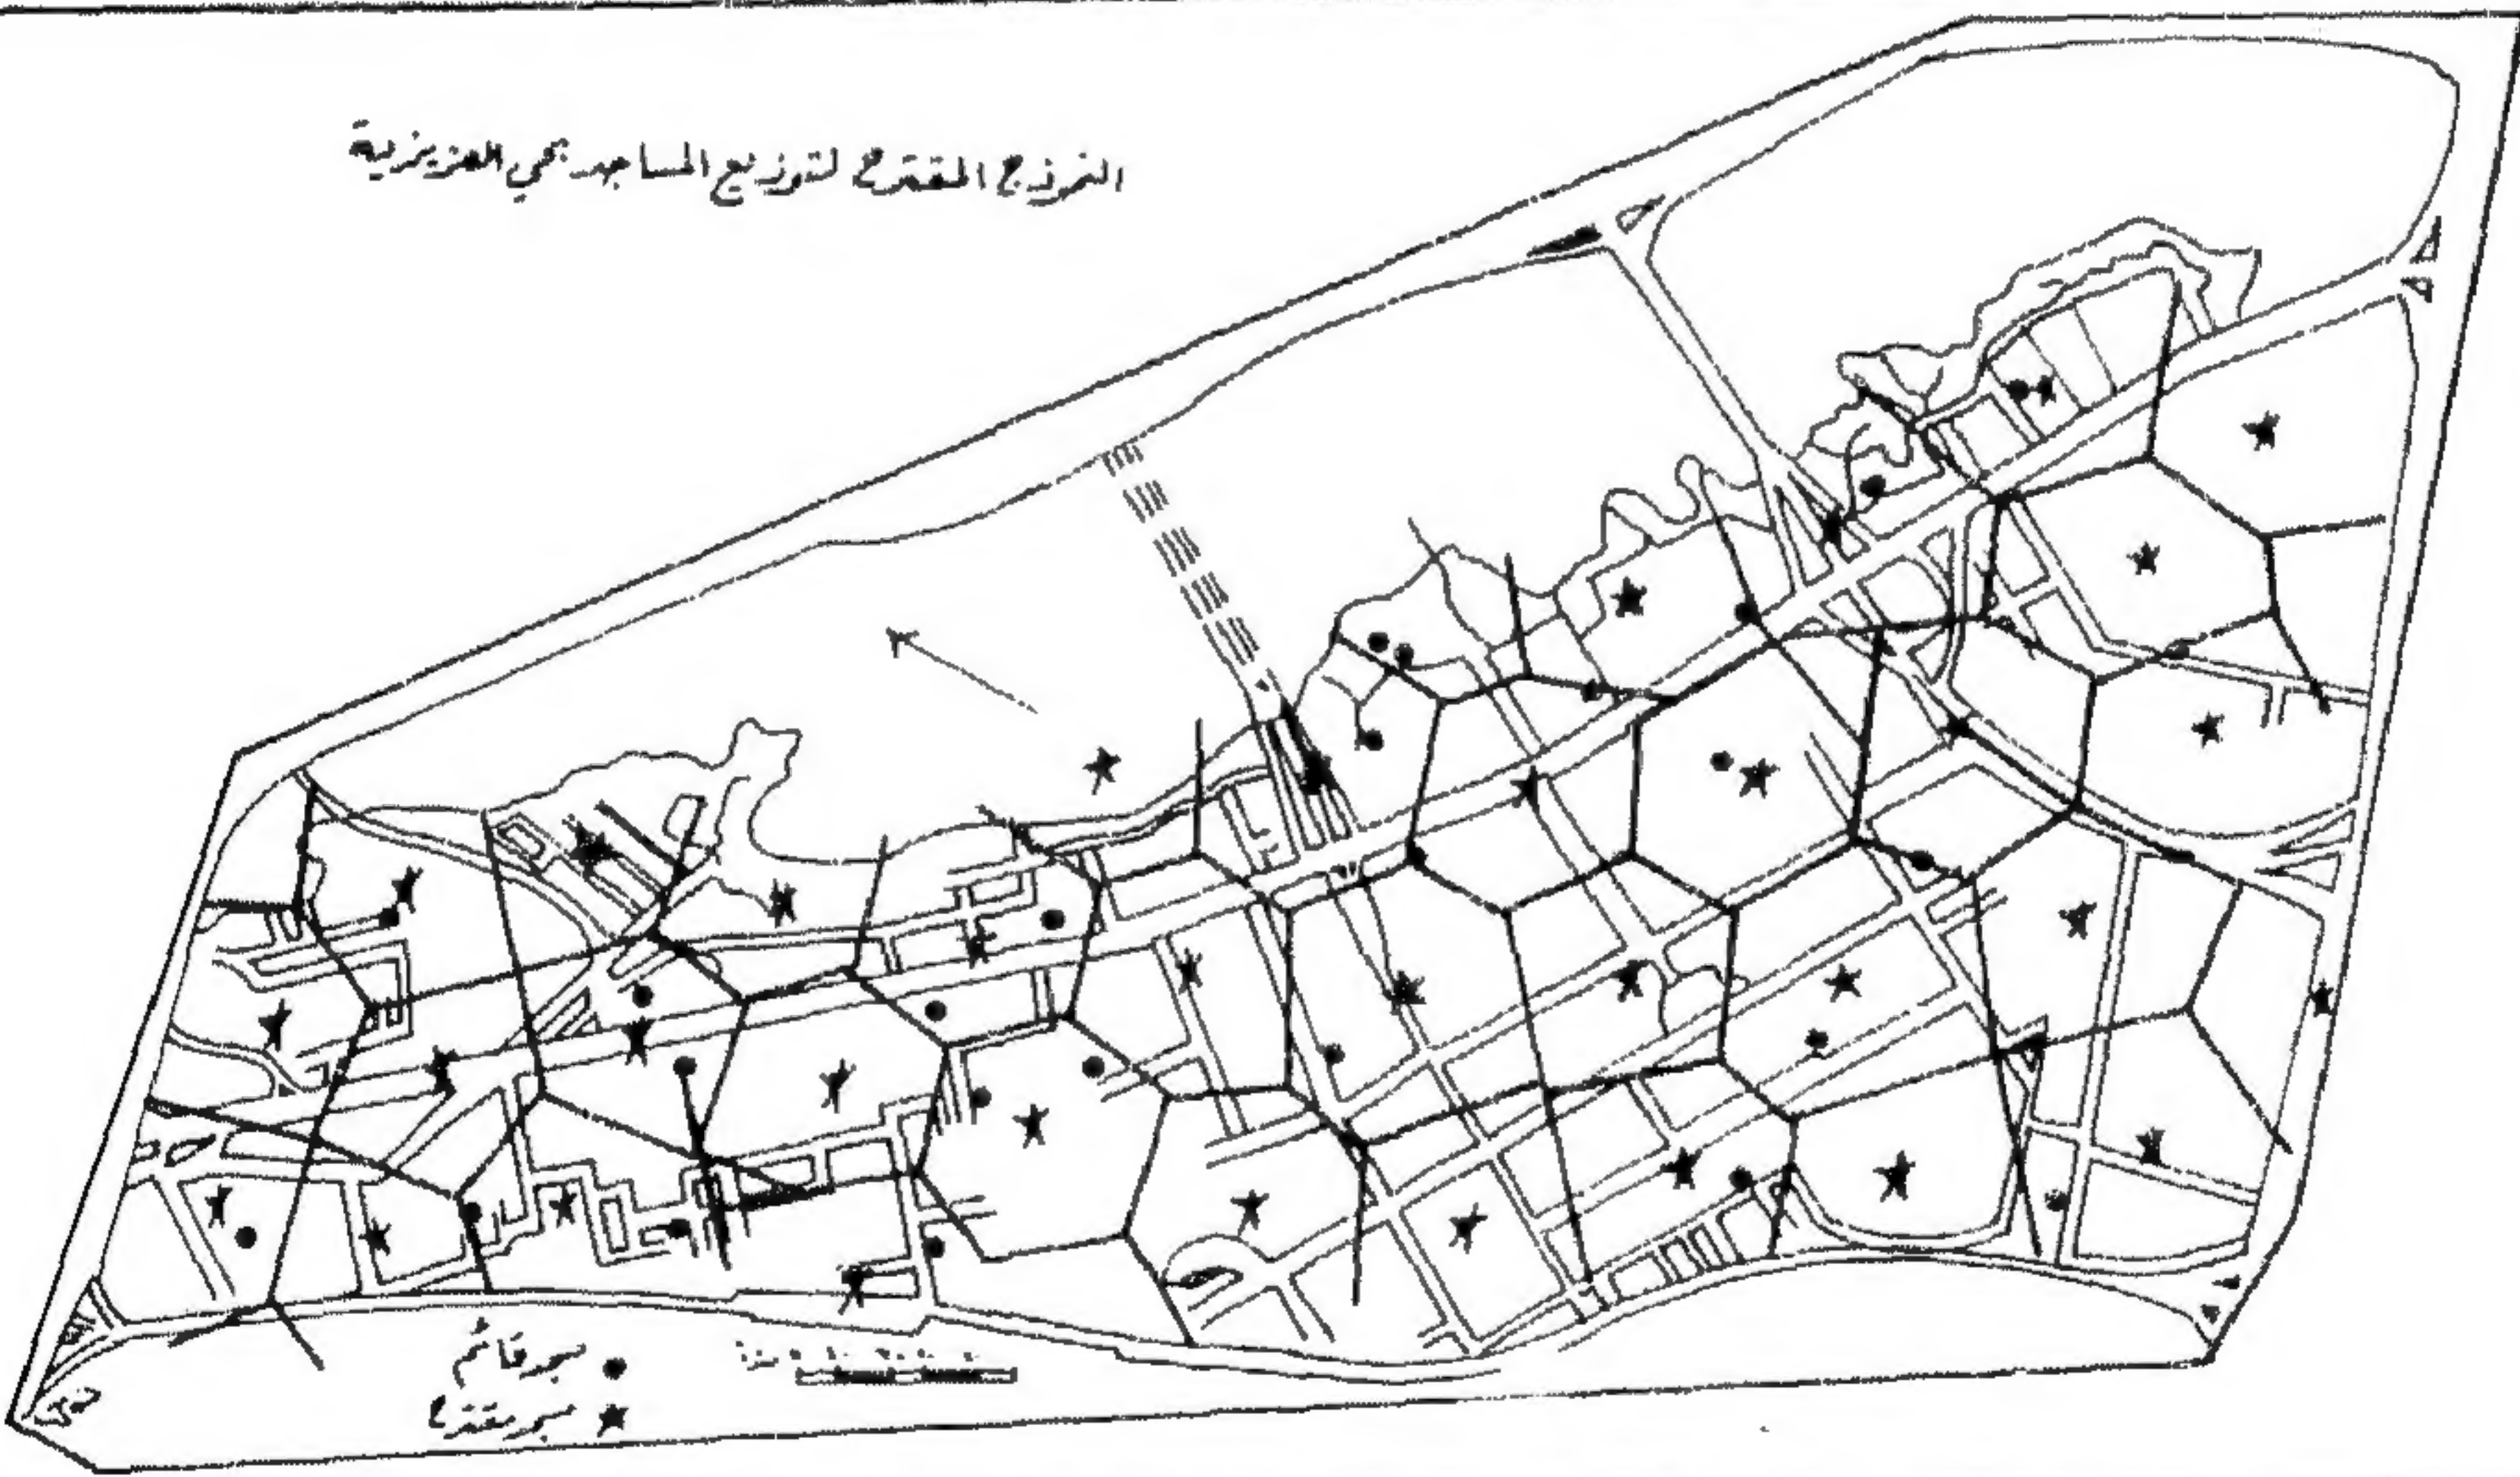 النموذج المقترح لتوزيع المساجد بحي العزيزية
مسجد قائم
مسجد مقترح